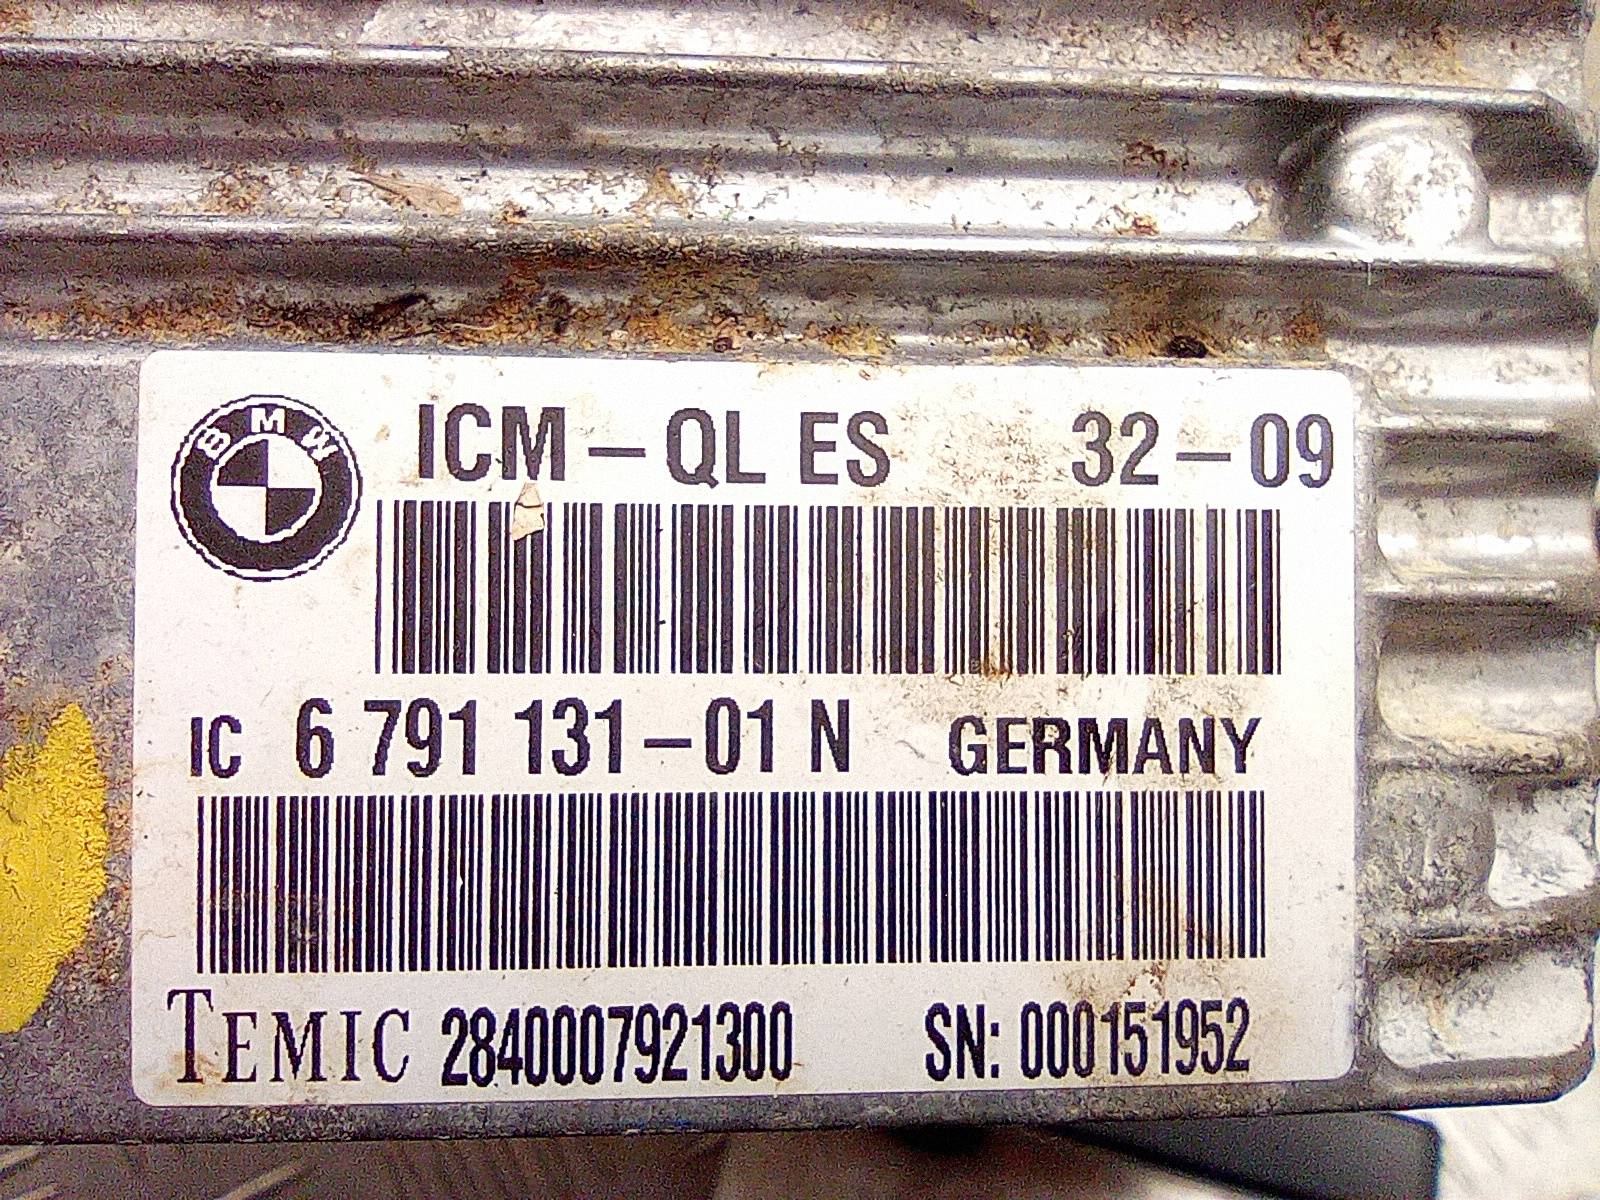 BMW
ICM – QL ES 32 – 09
IC 6 791 131 – 01 N GERMANY
TEMIC 2840007921300 SN: 000151952